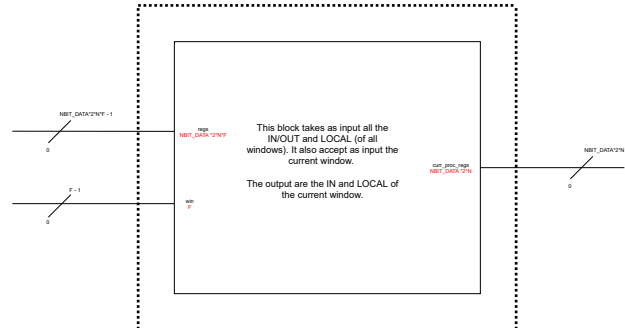 NBIT_DATA*2*N*F - 1
0
regs
NBIT_DATA *2*N*F
F - 1
0
win
F
This block takes as input all the
IN/OUT and LOCAL (of all
windows). It also accept as input the
current window.
The output are the IN and LOCAL of
the current window.
curr_proc_regs
NBIT_DATA *2*N
NBIT_DATA*2*N
0